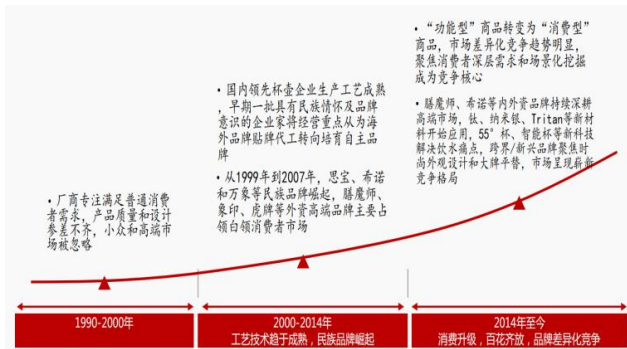 • 厂商专注满足普通消费
者需求，产品质量和设计
参差不齐，小众和高端市
场被忽略
• 国内领先杯壶企业生产工艺成熟，
早期一批具有民族情怀及品牌
意识的企业家将经营重点从为海
外品牌贴牌代工转向培育自主品
牌
• 从1999年到2007年，思宝、希诺
和万象等民族品牌崛起，膳魔师、
象印、虎牌等外资高端品牌主要占
领白领消费者市场
• “功能型”商品转变为“消费型”
商品，市场差异化竞争趋势明显，
聚焦消费者深层需求和场景化挖掘
成为竞争核心
• 膳魔师、希诺等内外资品牌持续深耕
高端市场，钛、纳米银、Tritan等新材
料开始应用，55°杯、智能杯等新科技
解决饮水痛点，跨界/新兴品牌聚焦时
尚外观设计和大牌平替，市场呈现崭新
竞争格局
1990-2000年
2000-2014年
工艺技术趋于成熟，民族品牌崛起
2014年至今
消费升级，百花齐放，品牌差异化竞争